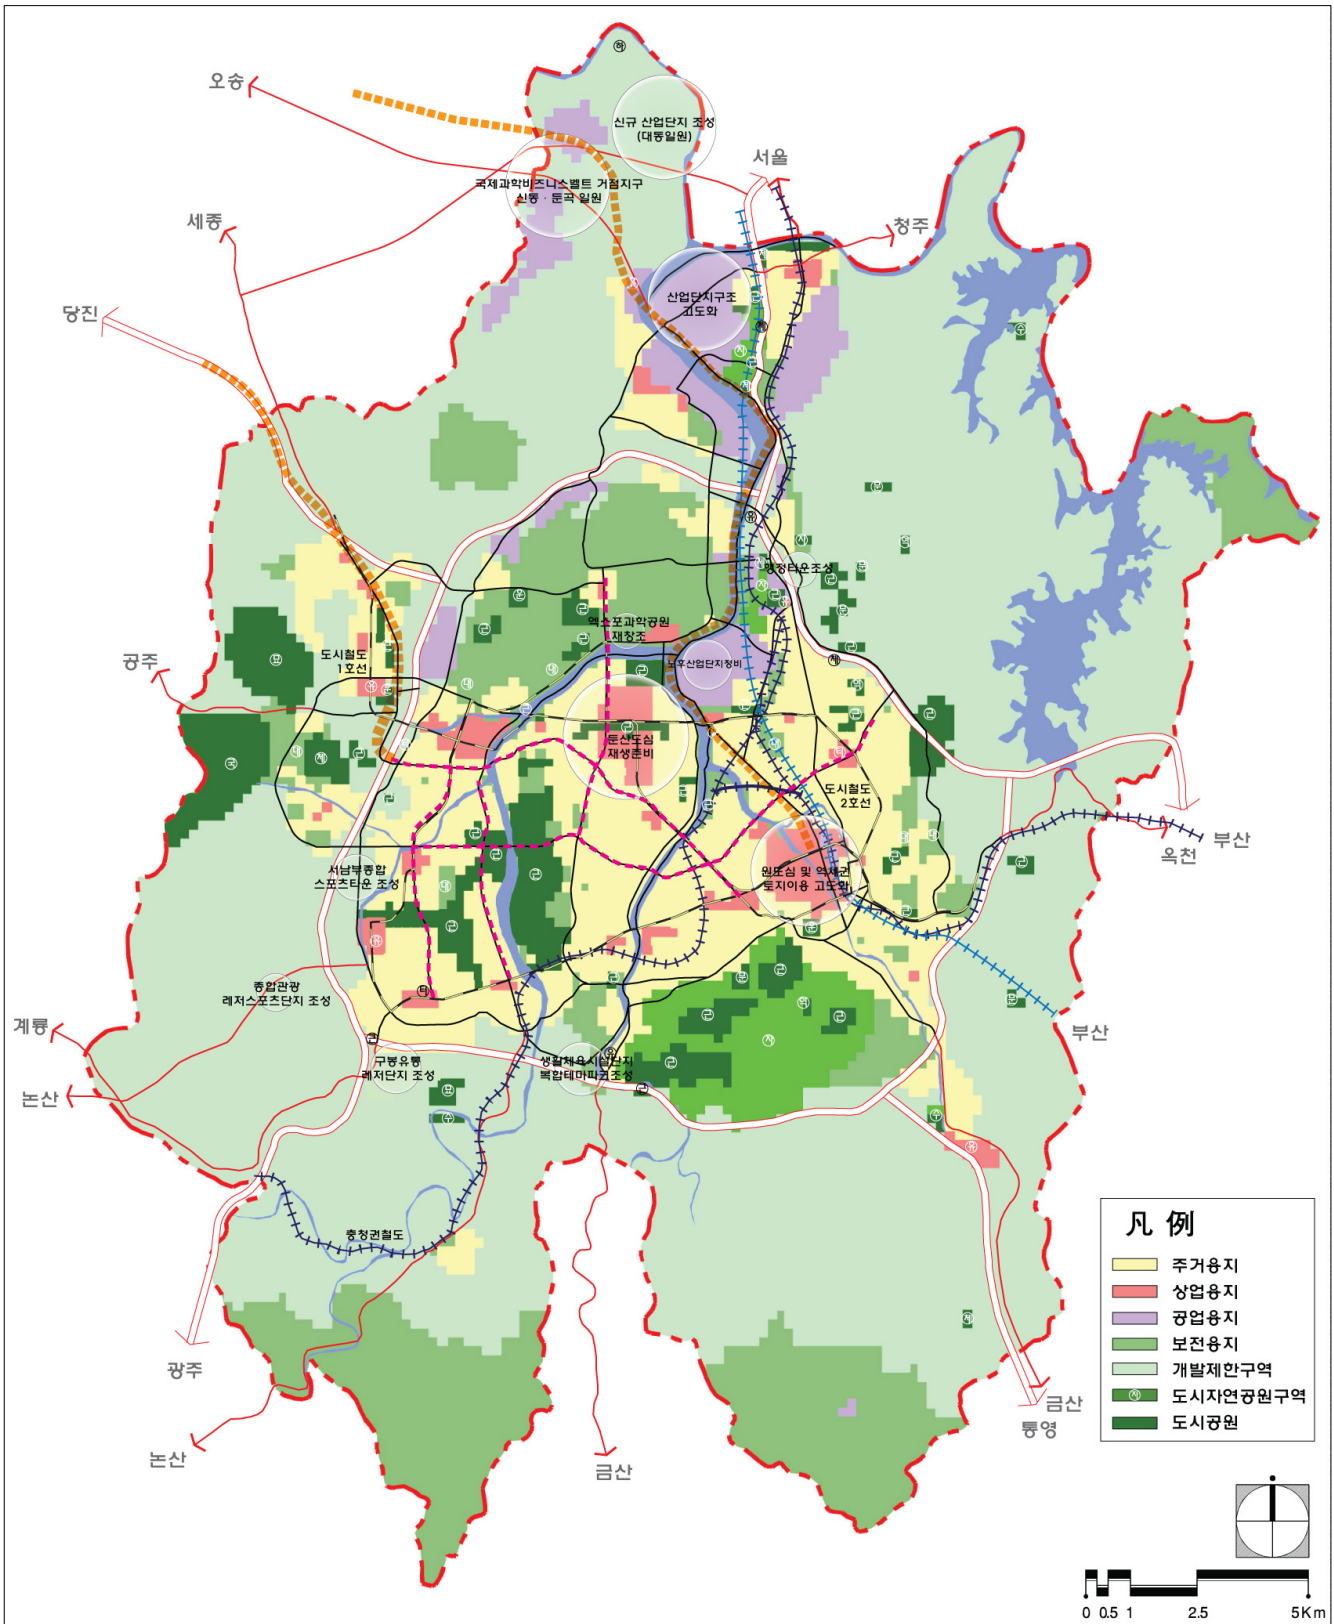 하
오송
신규 산업단지 조성
(대동일원)
서울
국제과학비즈니스벨트 거점지구
신동 · 둔곡 일원
세종
청주
당진
산업단지구조
고도화
행정타운조성
엑스포과학공원
재창조
도시철도
1호선
노후산업단지정비
공주
둔산도심
재생준비
도시철도
2호선
부산
옥천
서남부종합
스포츠타운 조성
원도심 및 역세권
토지이용 고도화
종합관광
레저스포츠단지 조성
계룡
부산
구봉유통
레저단지 조성
생활체육시설단지
복합테마파크조성
논산
충청권철도
광주
논산
금산
금산
통영
凡 例
주거용지
상업용지
공업용지
보전용지
개발제한구역
자 도시자연공원구역
도시공원
0 0.5 1 2.5 5Km